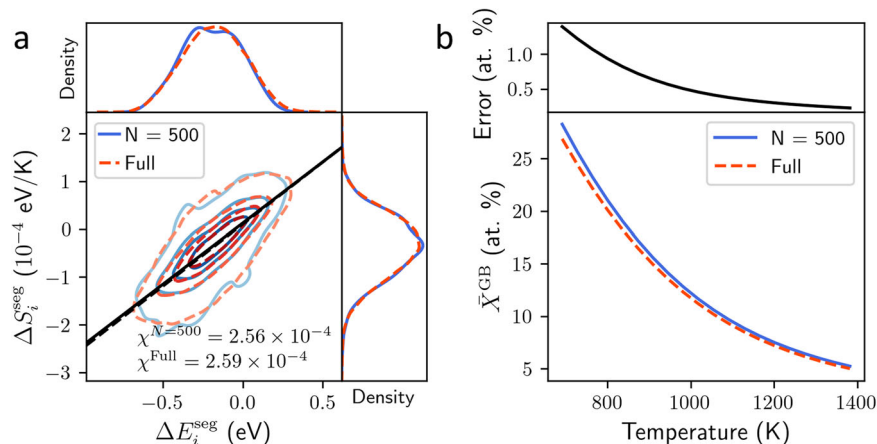 a
Density
N = 500
Full
2
1
0
−1
−2
−3
ΔS_i^seg (10^−4 eV/K)
χ^N=500 = 2.56 × 10^−4
χ^Full = 2.59 × 10^−4
−0.5
0.0
0.5
ΔE_i^seg (eV)
Density
b
Error (at. %)
1.0
0.5
N = 500
Full
X̄^GB (at. %)
25
20
15
10
5
800
1000
1200
1400
Temperature (K)